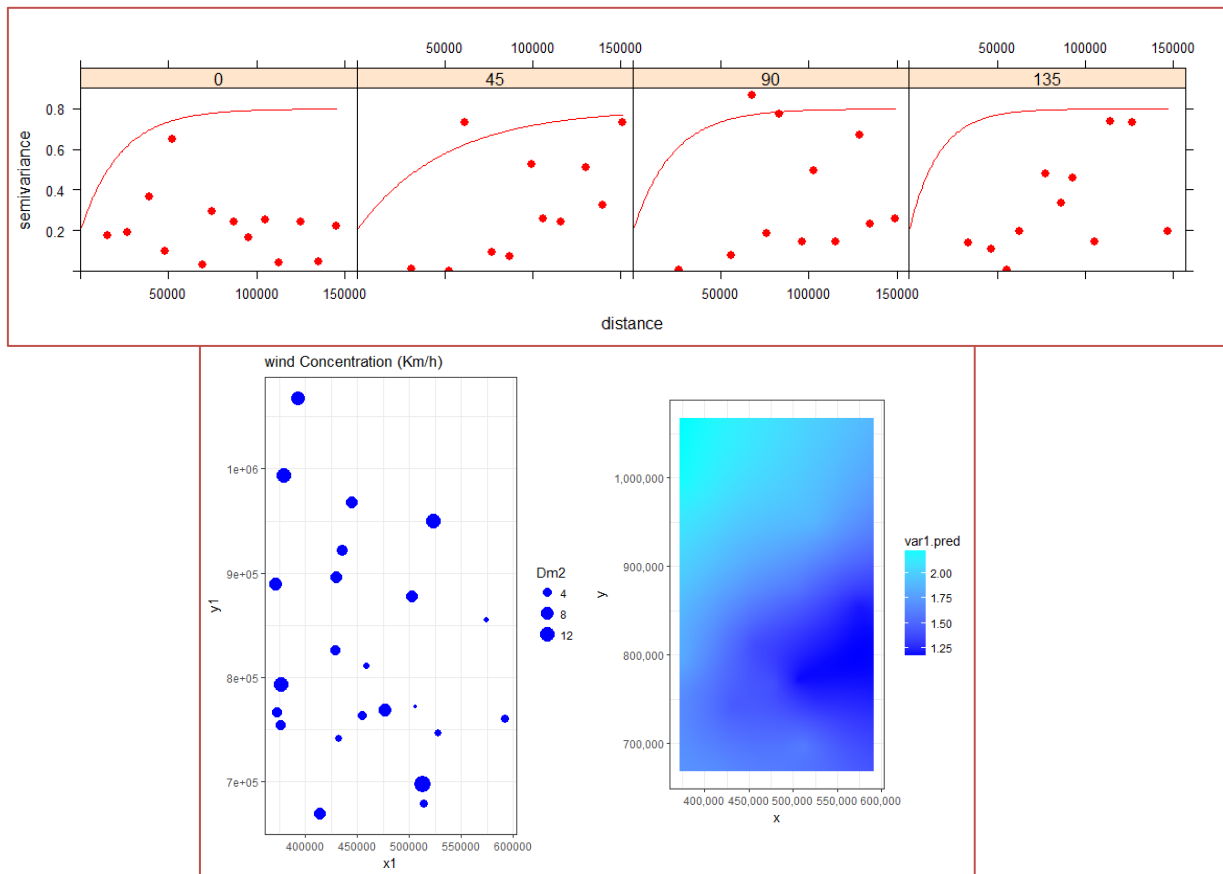 50000 100000 150000 50000 100000 150000
0 45 90 135
0.8
0.6
0.4
0.2
semivariance
50000 100000 150000 50000 100000 150000
distance
wind Concentration (Km/h)
1e+06
9e+05
8e+05
7e+05
y1
400000 450000 500000 550000 600000
x1
Dm2
4
8
12
1,000,000
900,000
800,000
700,000
y
400,000 450,000 500,000 550,000 600,000
x
var1.pred
2.00
1.75
1.50
1.25